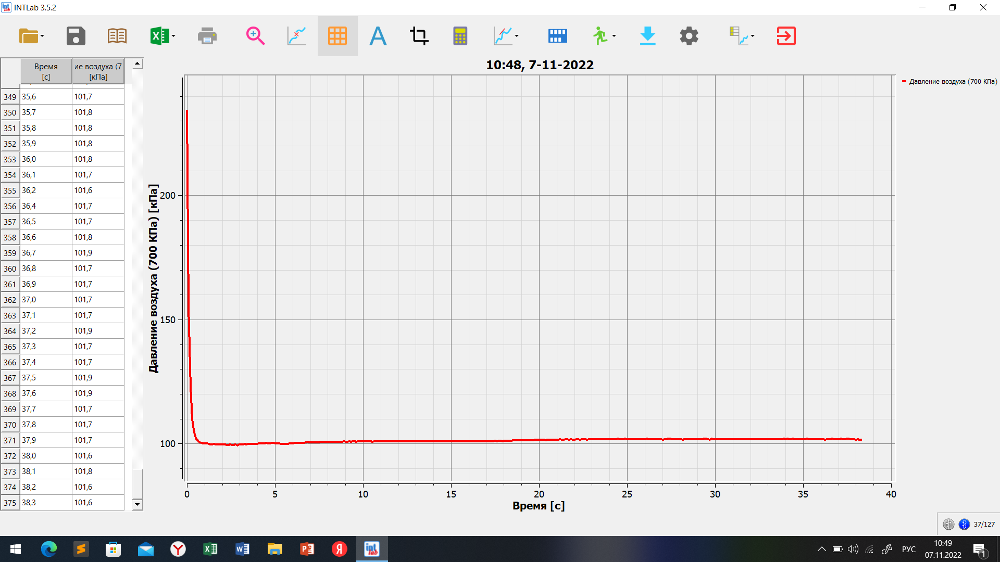 INTLab 3.5.2
Время ие воздуха (7
[с] [кПа]
349 35,6 101,7
350 35,7 101,8
351 35,8 101,8
352 35,9 101,8
353 36,0 101,8
354 36,1 101,7
355 36,2 101,6
356 36,4 101,7
357 36,5 101,7
358 36,6 101,8
359 36,7 101,9
360 36,8 101,7
361 36,9 101,7
362 37,0 101,7
363 37,1 101,7
364 37,2 101,9
365 37,3 101,7
366 37,4 101,7
367 37,5 101,9
368 37,6 101,9
369 37,7 101,7
370 37,8 101,7
371 37,9 101,7
372 38,0 101,6
373 38,1 101,8
374 38,2 101,6
375 38,3 101,6
10:48, 7-11-2022
Давление воздуха (700 КПа)
Давление воздуха (700 КПа) [кПа]
200
150
100
0 5 10 15 20 25 30 35 40
Время [с]
37/127
int lab
РУС
10:49
07.11.2022
1